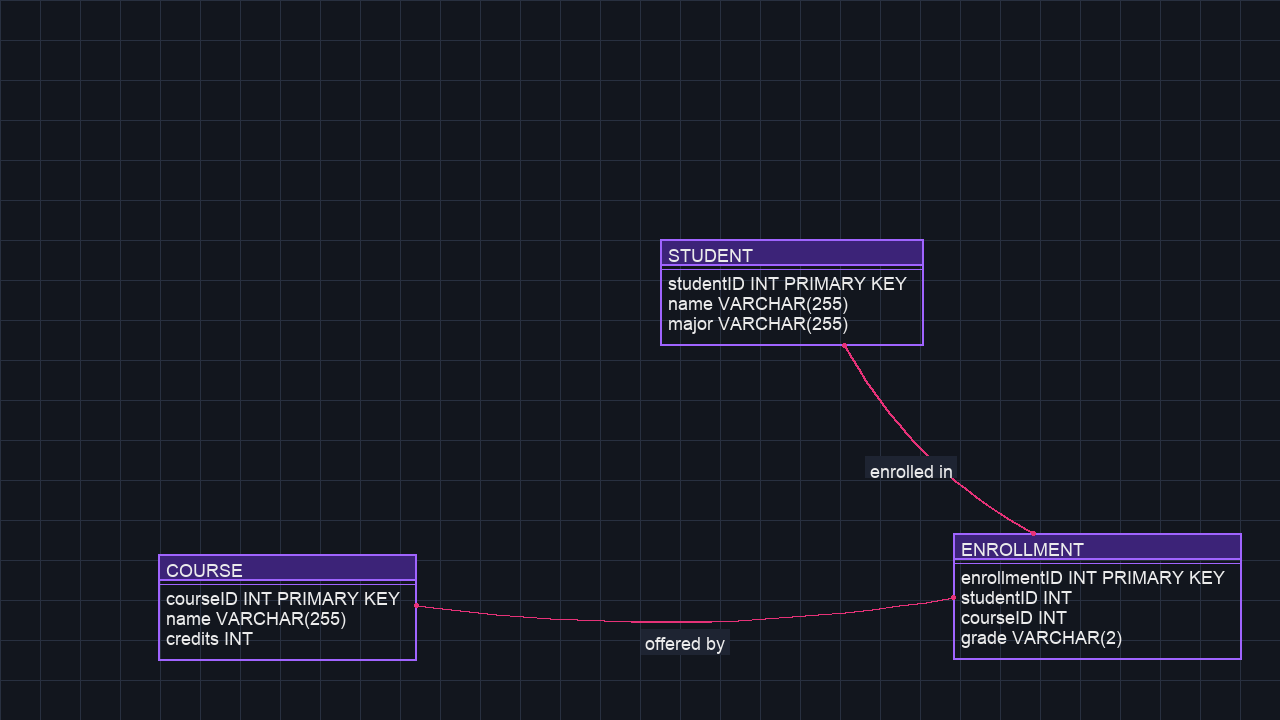 STUDENT
studentID INT PRIMARY KEY
name VARCHAR(255)
major VARCHAR(255)
enrolled in
ENROLLMENT
enrollmentID INT PRIMARY KEY
studentID INT
courseID INT
grade VARCHAR(2)
COURSE
courseID INT PRIMARY KEY
name VARCHAR(255)
credits INT
offered by